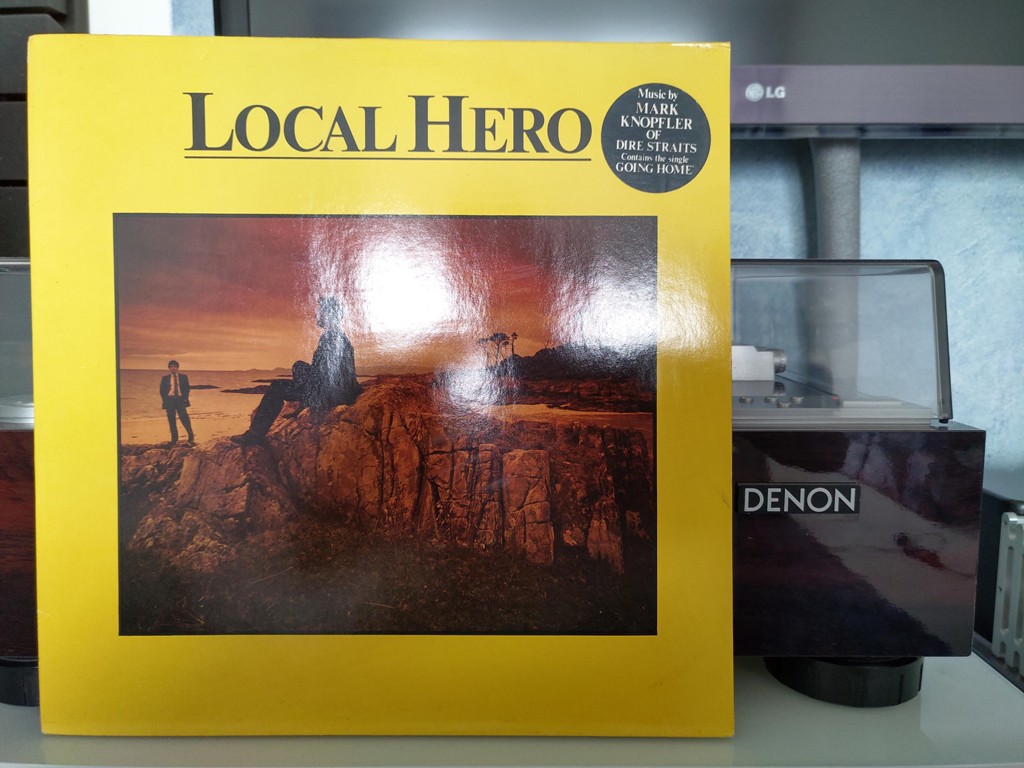 LOCAL HERO
Music by
MARK
KNOPFLER
OF
DIRE STRAITS
Contains the single
GOING HOME
LG
DENON